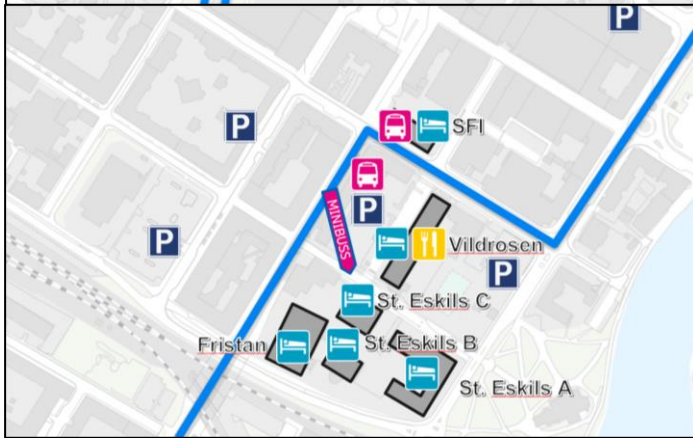 P
SFI
P
P
MINIBUSS
P
Vildrosen
P
St. Eskils C
Fristan
St. Eskils B
St. Eskils A